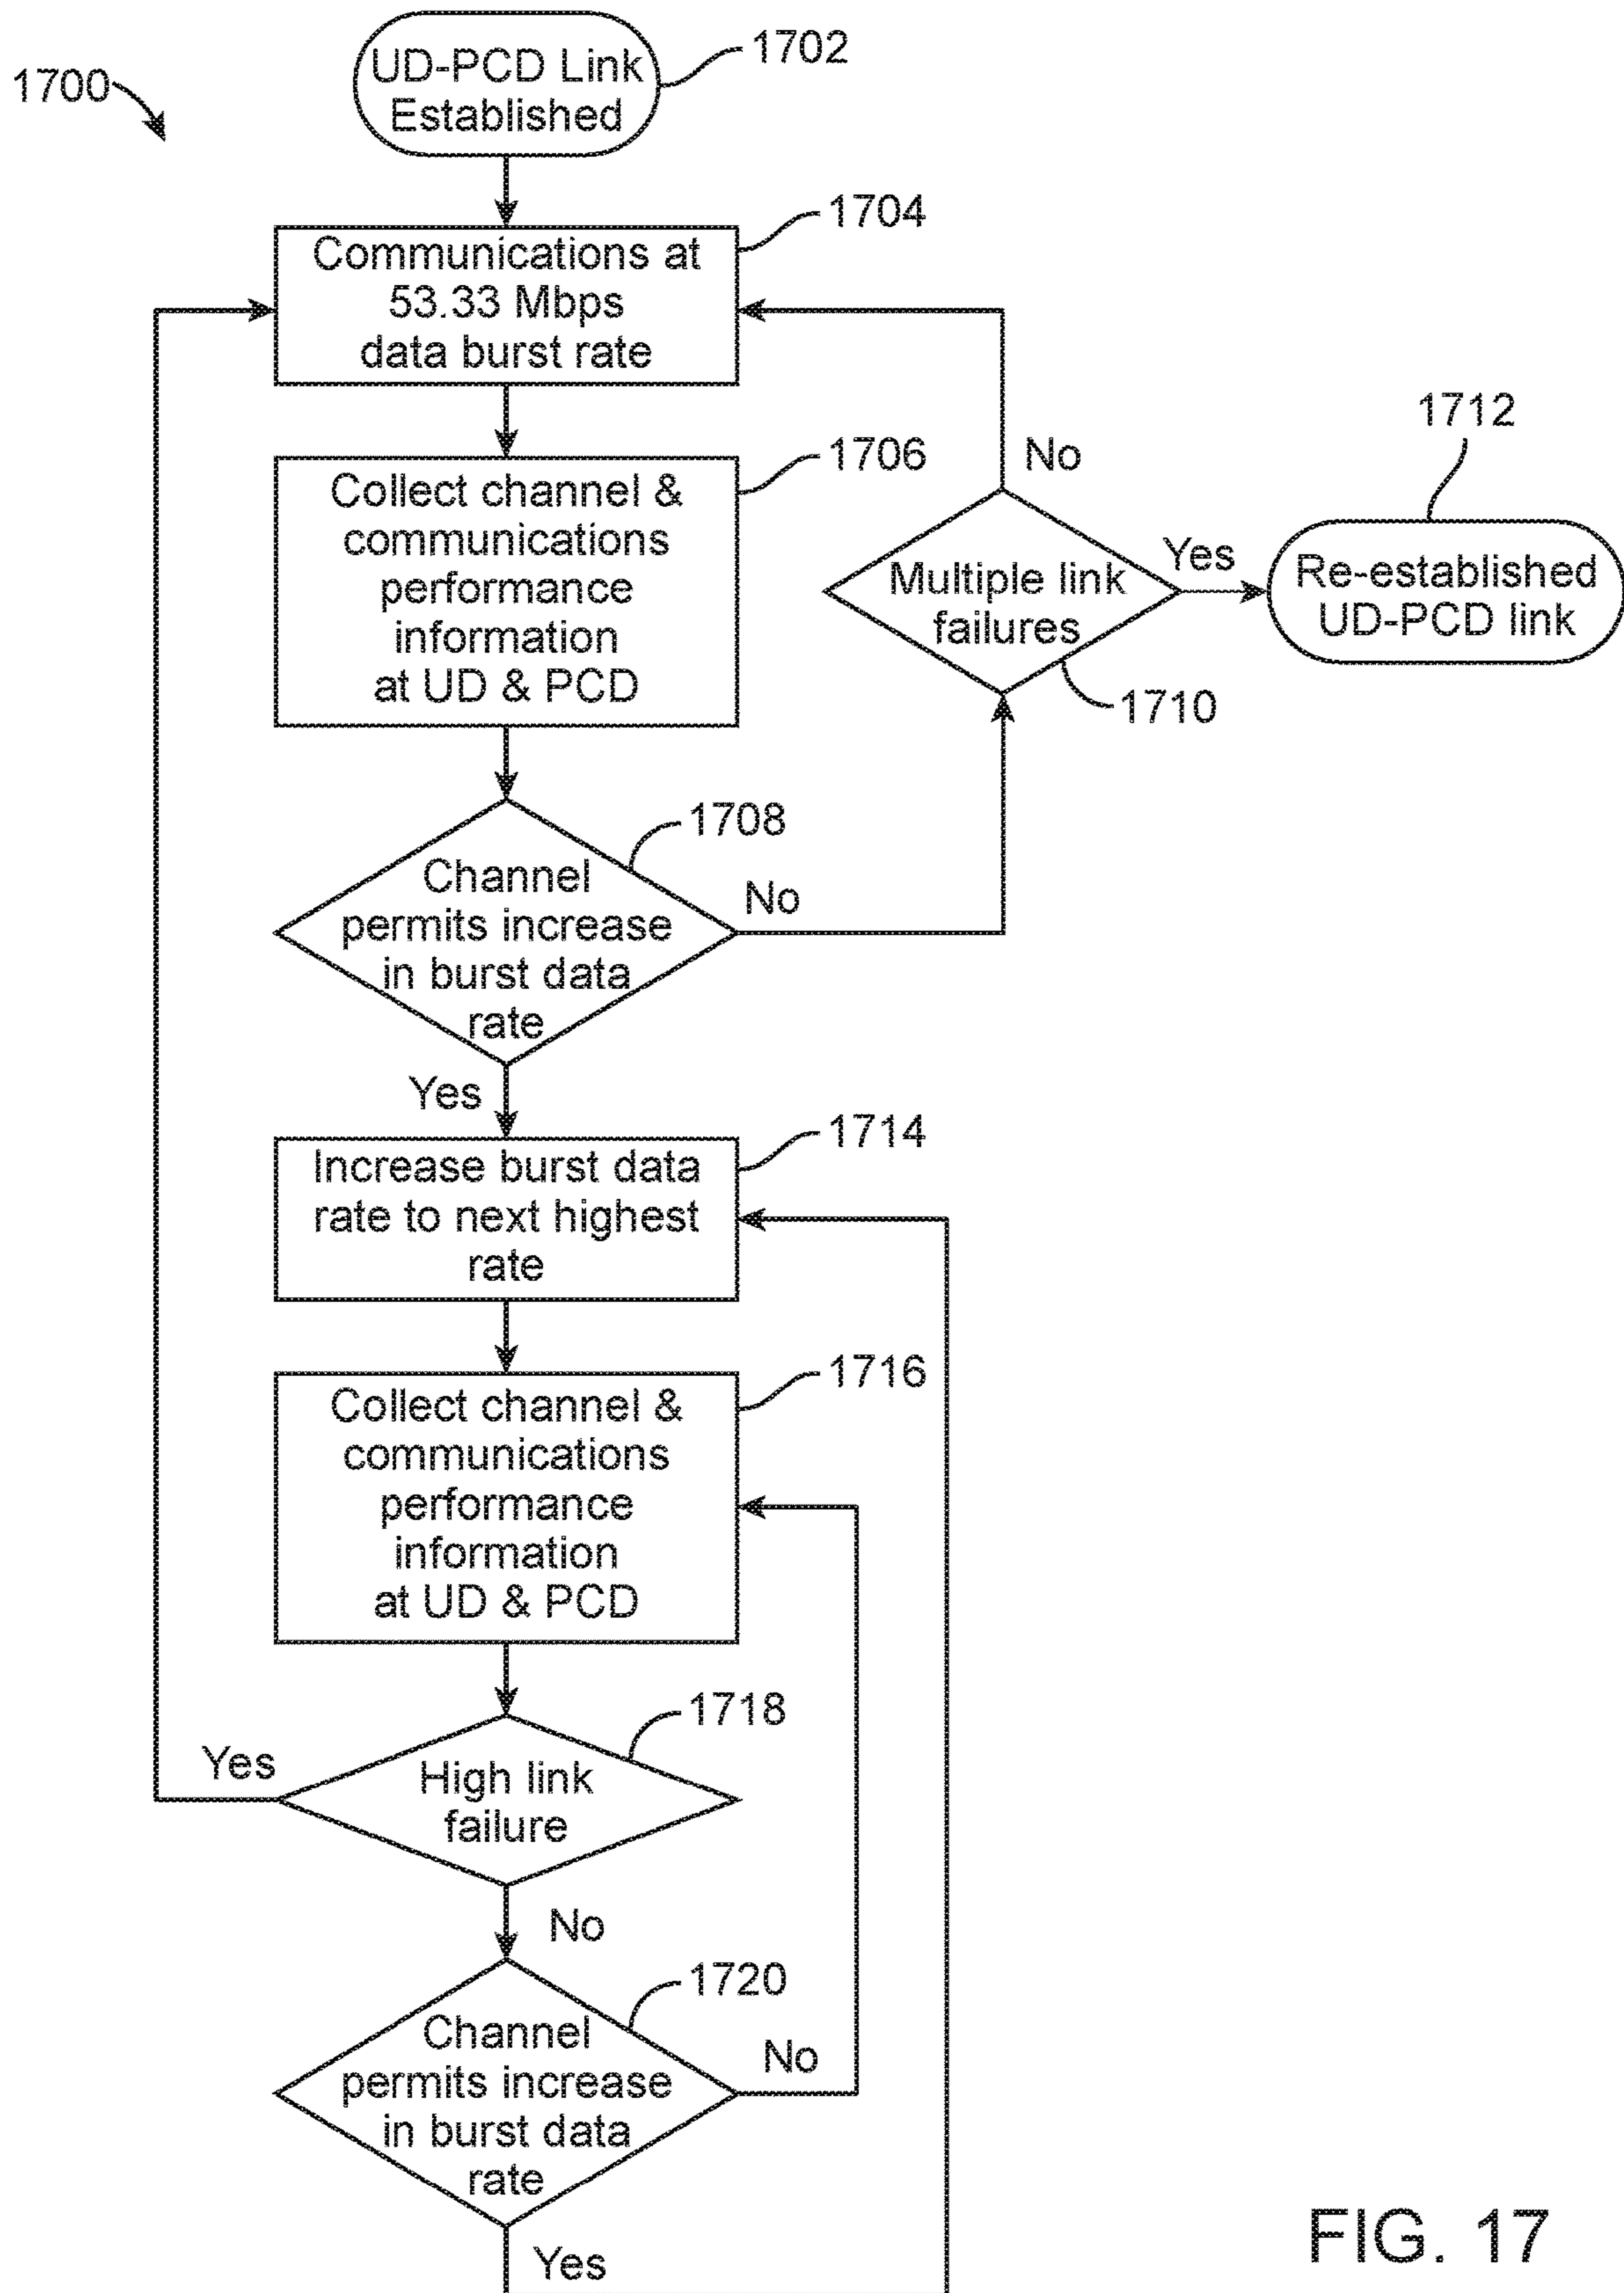 1700
UD-PCD Link
Established
1702
Communications at
53.33 Mbps
data burst rate
1704
Collect channel &
communications
performance
information
at UD & PCD
1706
No
Multiple link
failures
1710
Yes
1712
Re-established
UD-PCD link
Channel
permits increase
in burst data
rate
1708
No
Yes
Increase burst data
rate to next highest
rate
1714
Collect channel &
communications
performance
information
at UD & PCD
1716
High link
failure
1718
Yes
No
Channel
permits increase
in burst data
rate
1720
No
Yes
FIG. 17